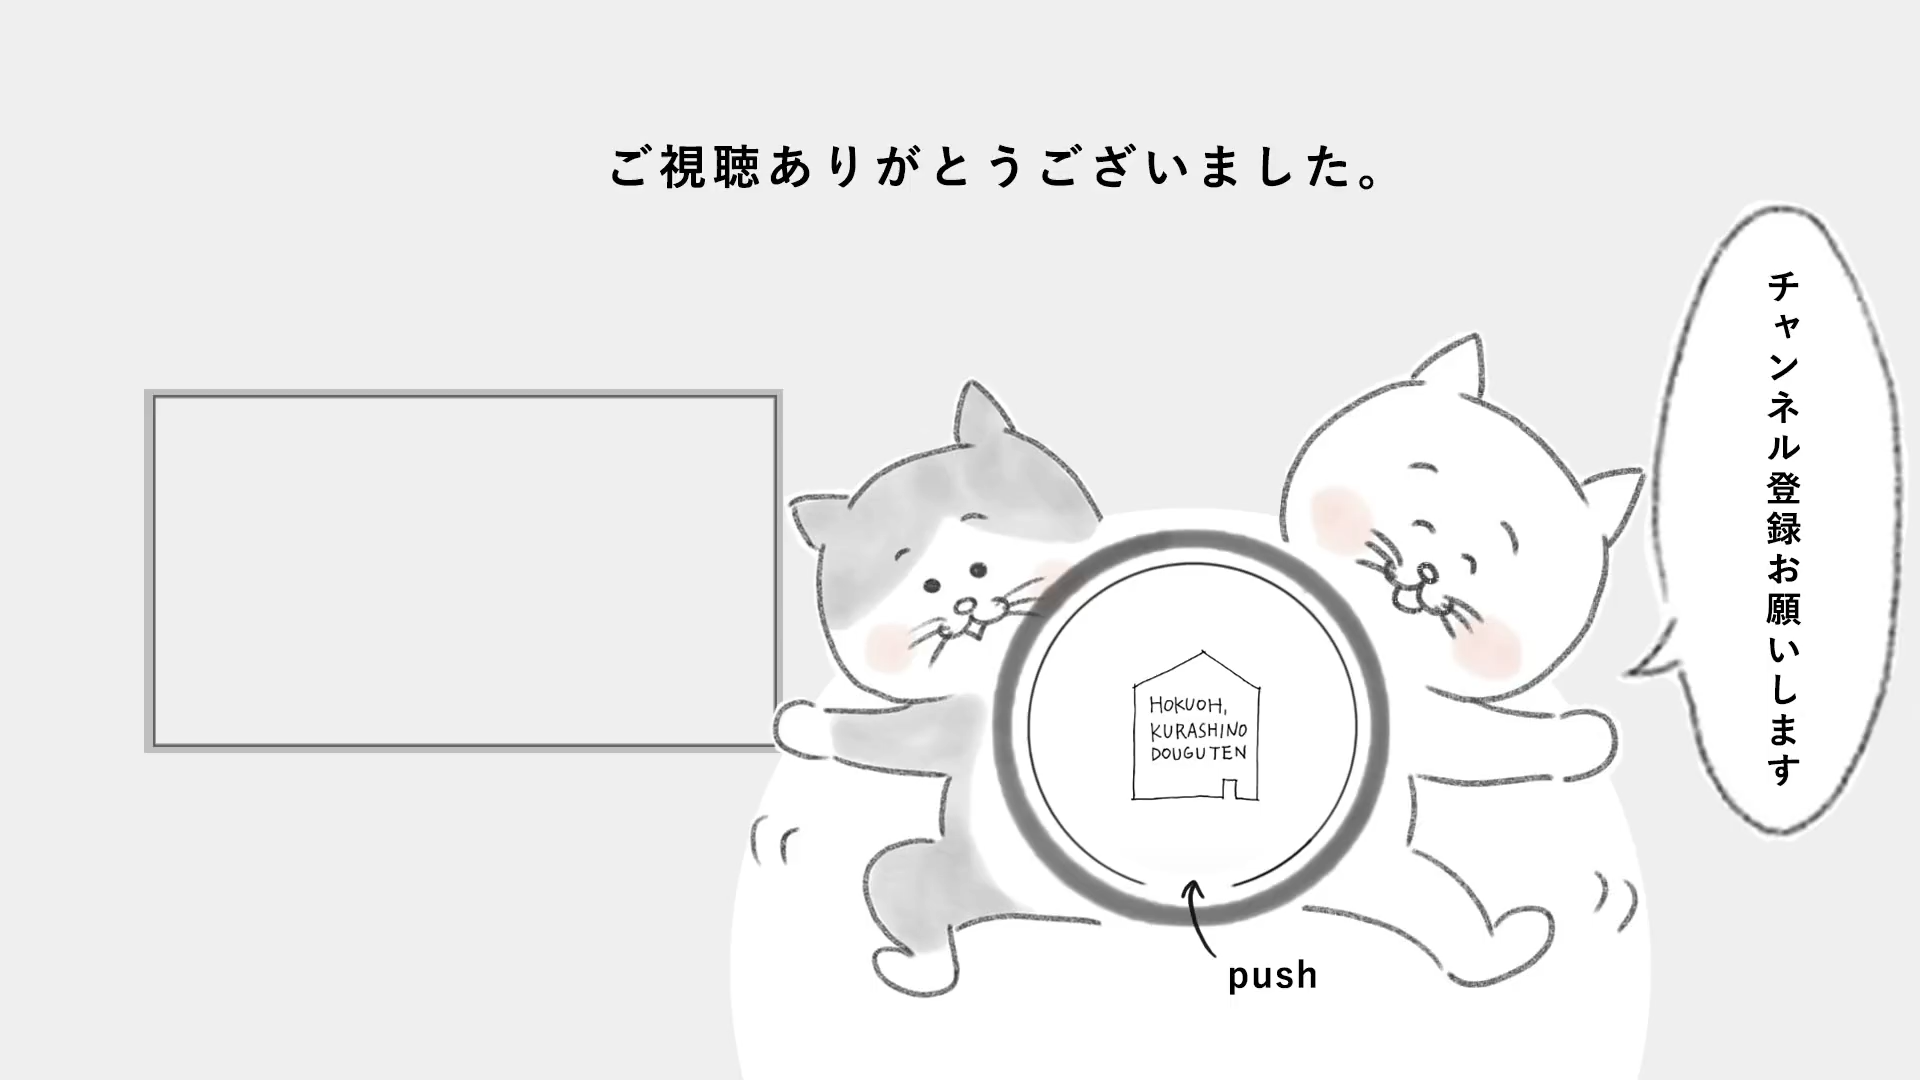 ご視聴ありがとうございました。
チャンネル登録お願いします
HOKUOH,
KURASHINO
DOUGUTEN
push